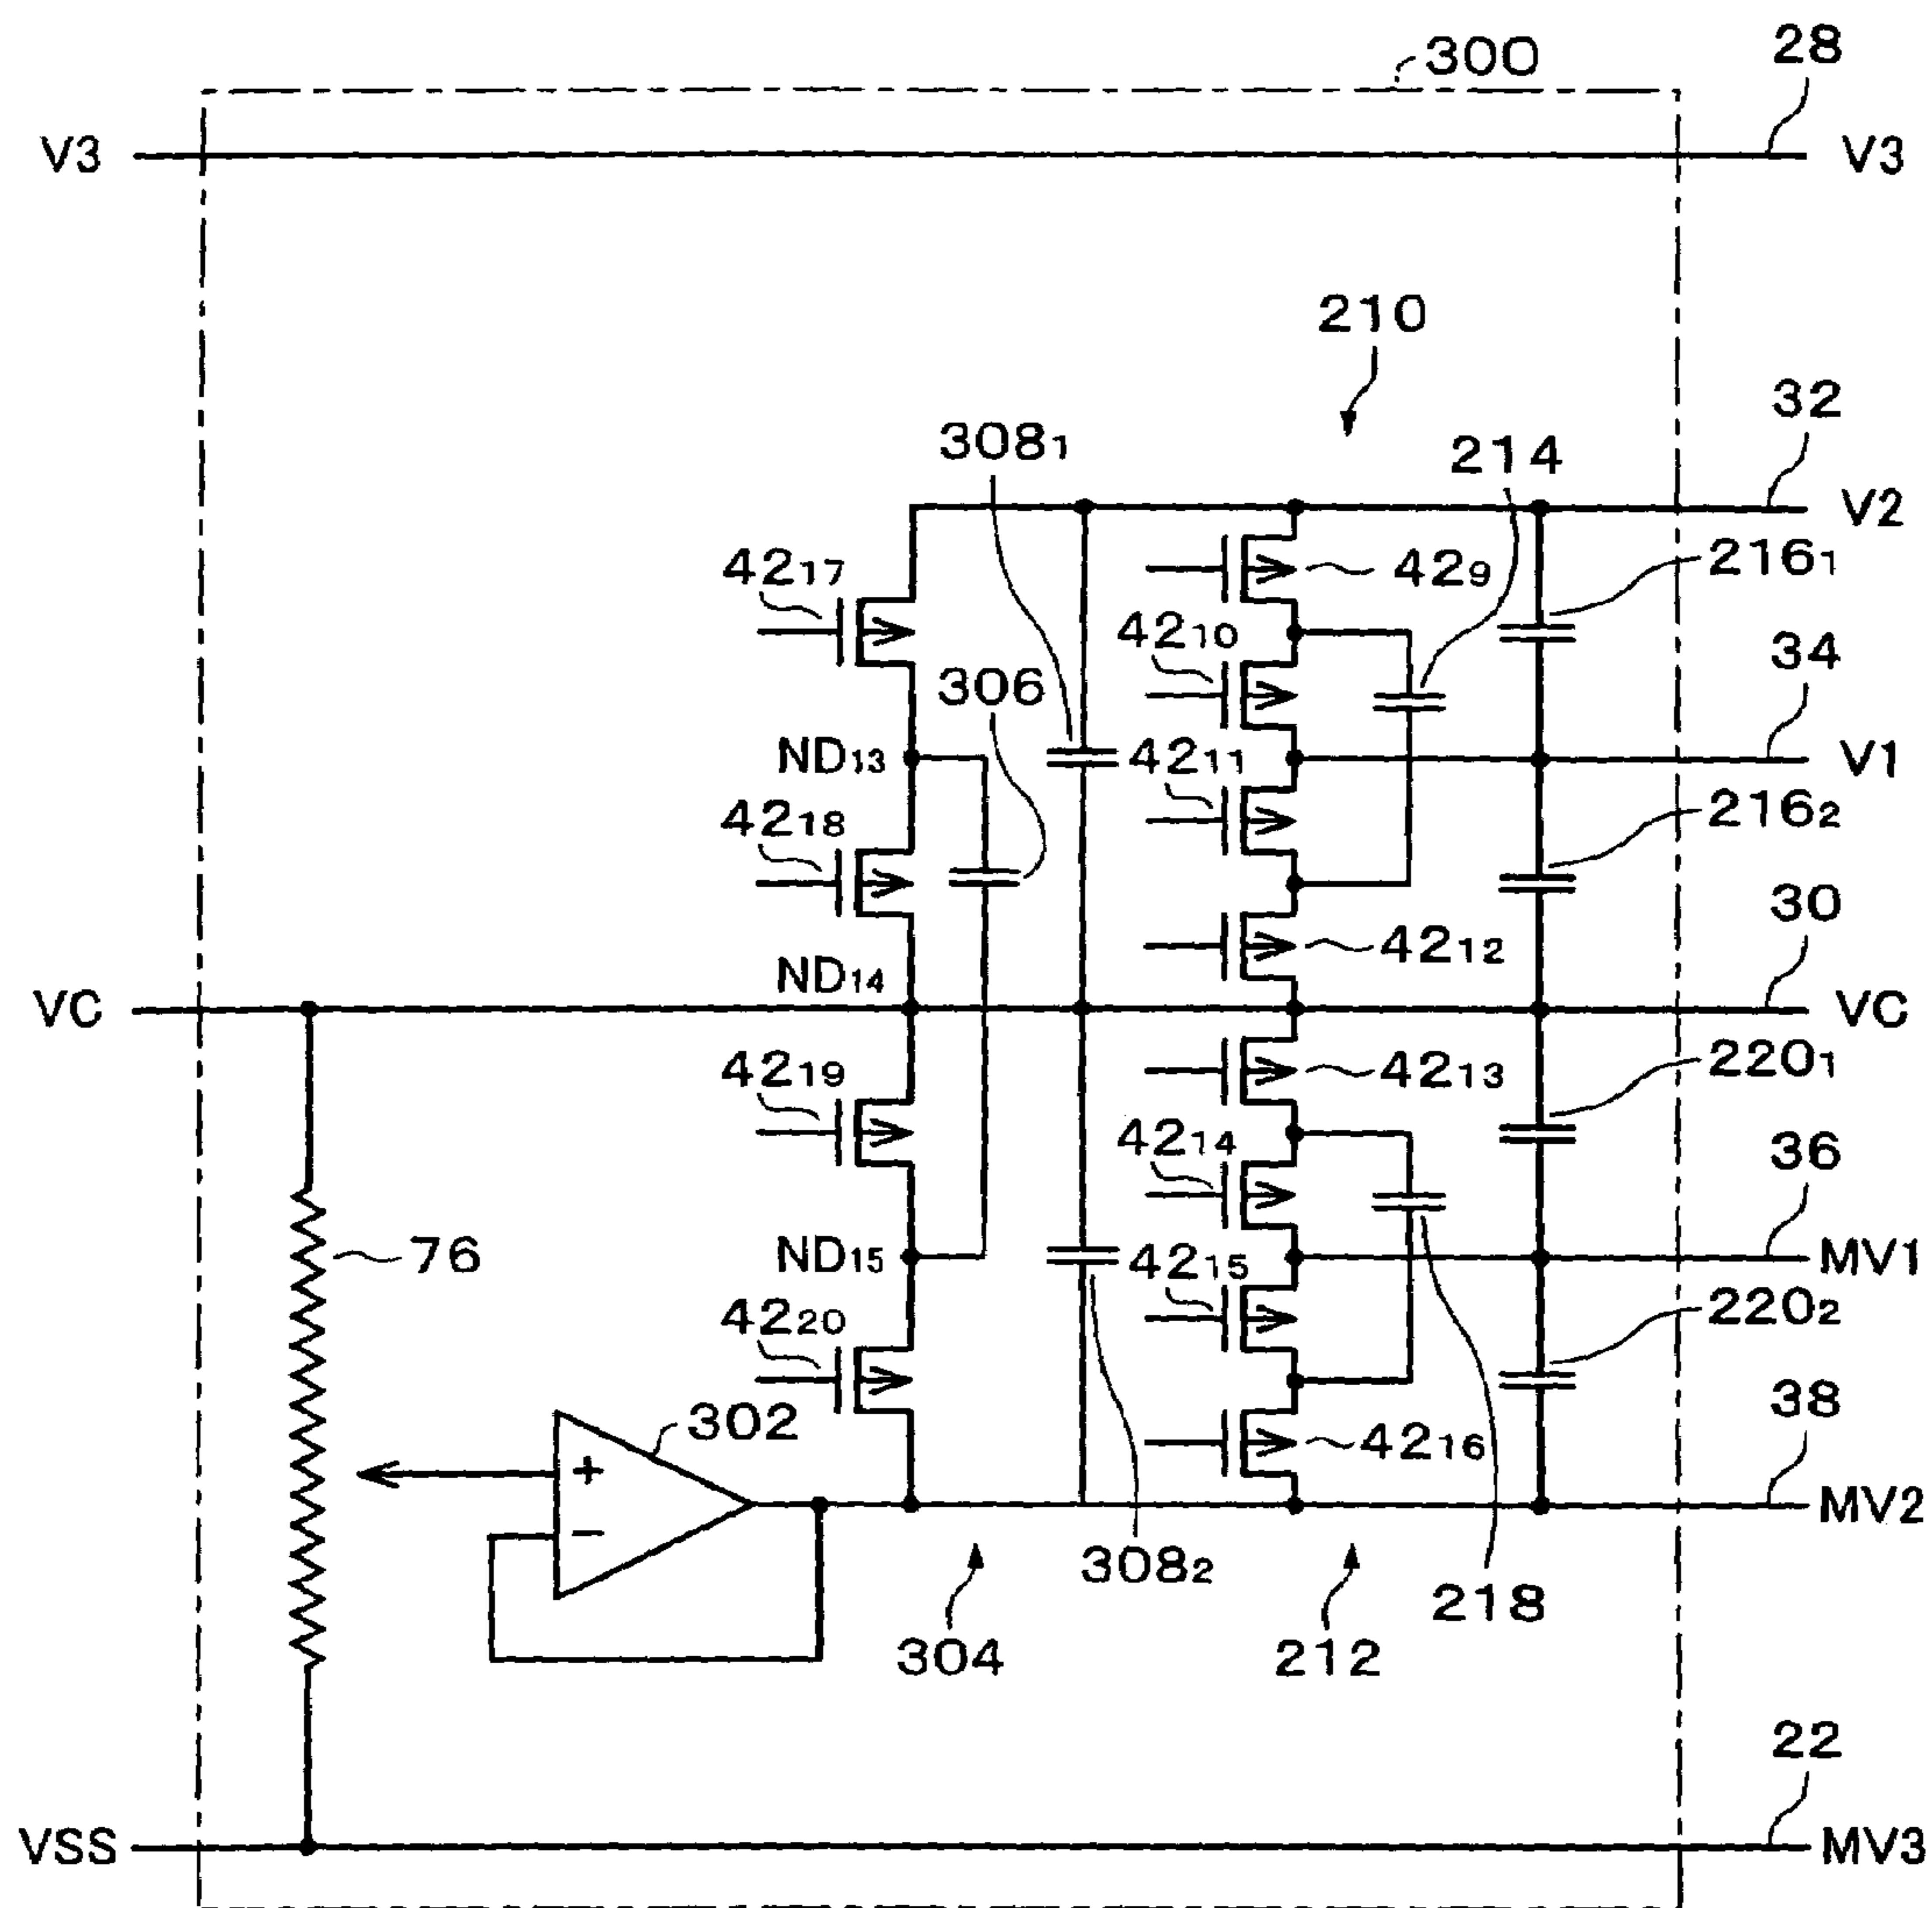 300
28
V3
V3
210
32
308₁
214
V2
42₁₇
42₉
216₁
42₁₀
34
306
ND₁₃
42₁₁
V1
42₁₈
216₂
30
42₁₂
ND₁₄
VC
VC
42₁₉
42₁₃
220₁
42₁₄
36
76
ND₁₅
42₁₅
MV1
42₂₀
220₂
38
302
42₁₆
+
−
MV2
308₂
218
304
212
22
VSS
MV3